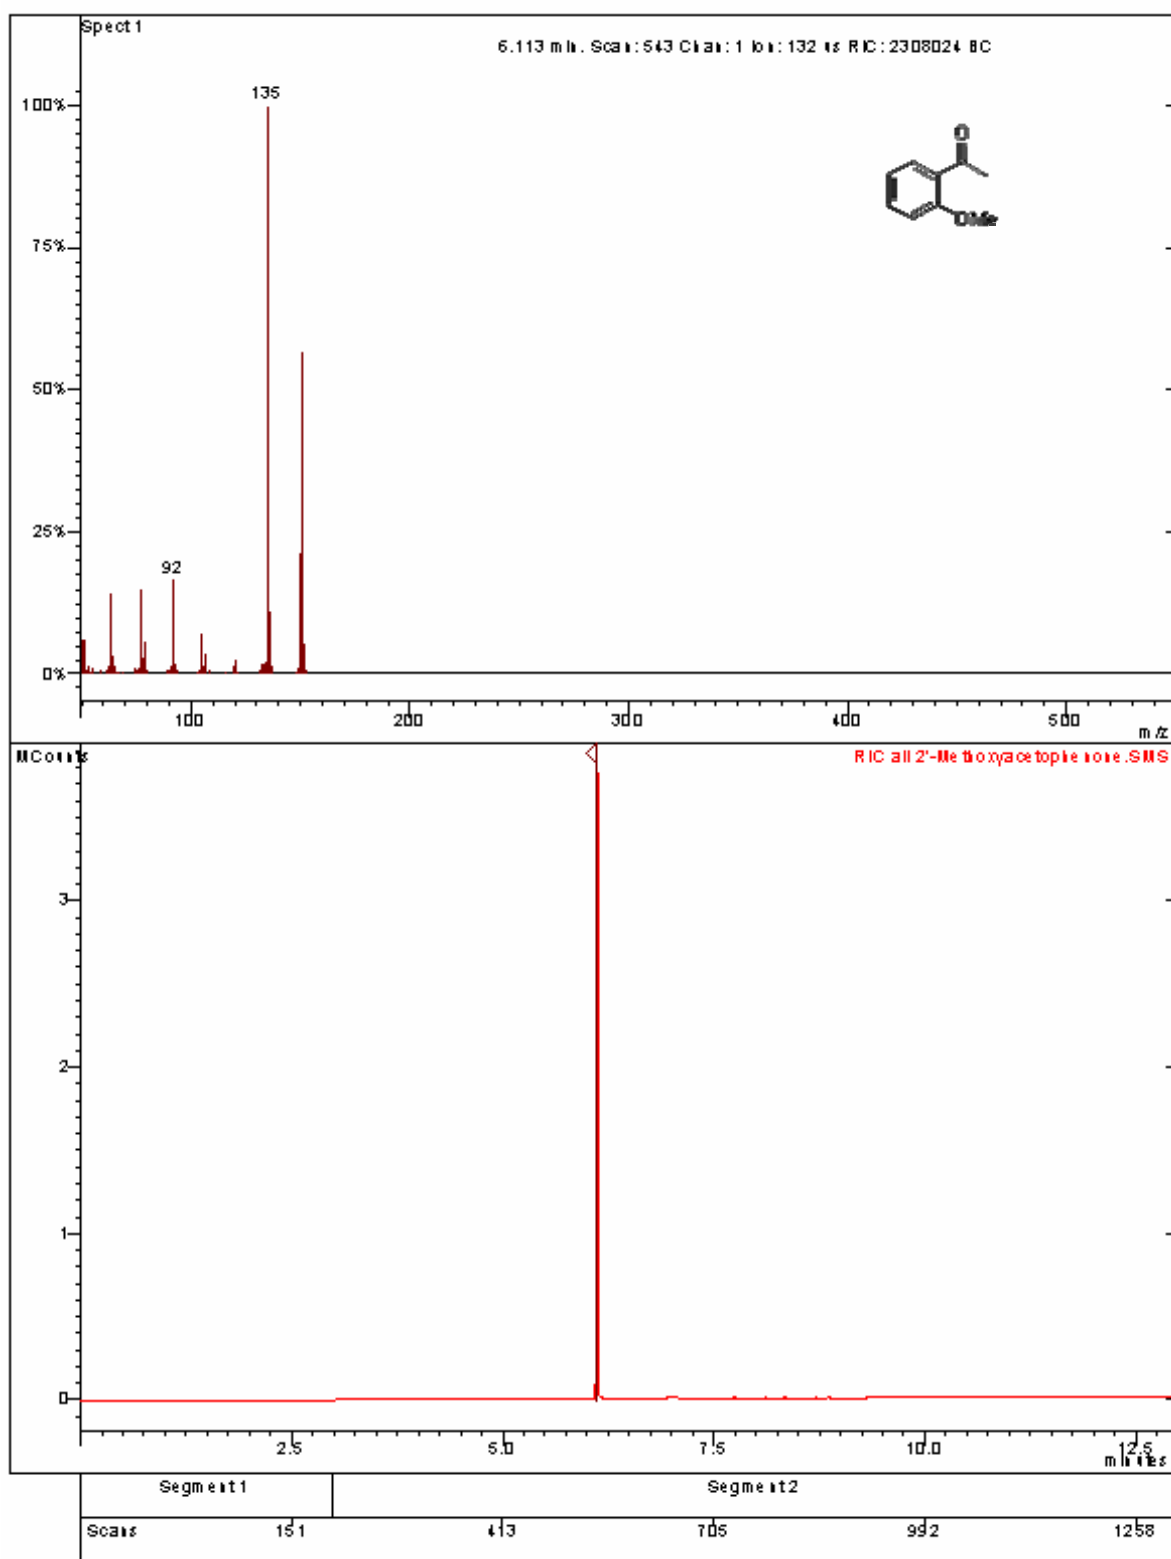 Spect 1
6.113 min. Scan: 543 Chan: 1 Ion: 132 us RIC: 2308024 BC
135
100%
O
OMe
75%
50%
25%
92
0%
100 200 300 400 500
m/z
MCounts
RIC all 2'-Methoxyacetophenone.SMS
3
2
1
0
2.5 5.0 7.5 10.0 12.5
minutes
Segment 1 Segment 2
Scans 151 413 705 992 1258